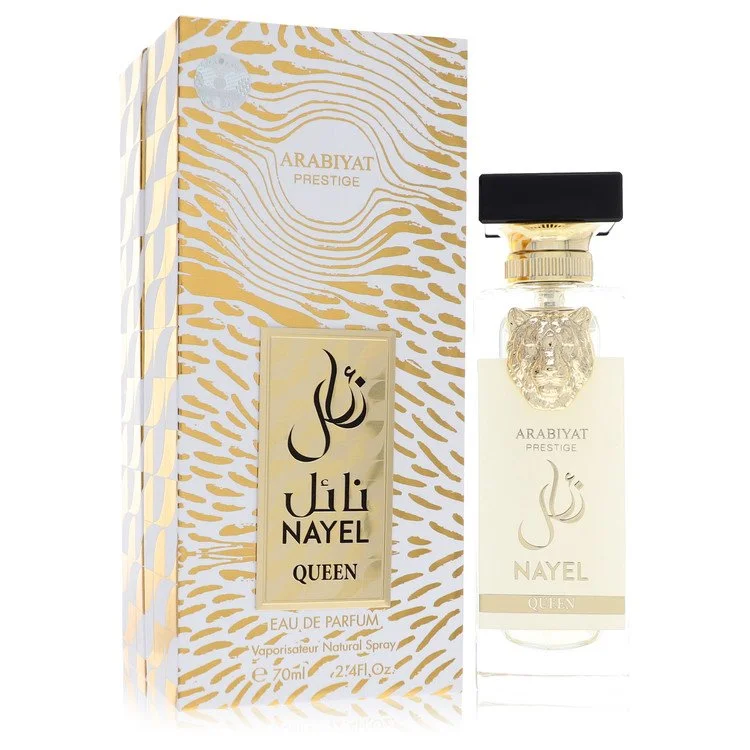 ARABIYAT
PRESTIGE
نائل
نائل
NAYEL
QUEEN
EAU DE PARFUM
Vaporisateur Natural Spray
e 70ml 2.4Fl.Oz.
ARABIYAT
PRESTIGE
نائل
NAYEL
QUEEN